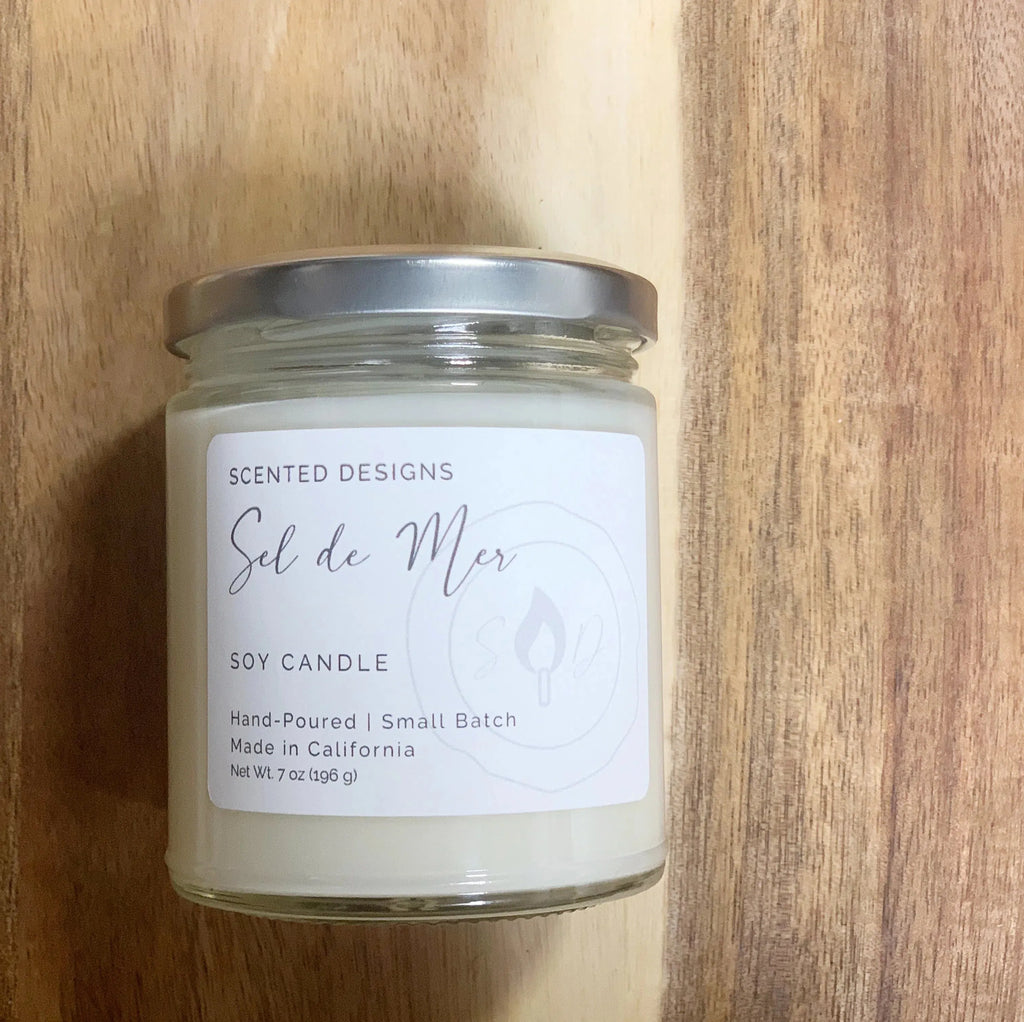 SCENTED DESIGNS
Sel de Mer
S D
SOY CANDLE
Hand-Poured | Small Batch
Made in California
Net Wt. 7 oz (196 g)